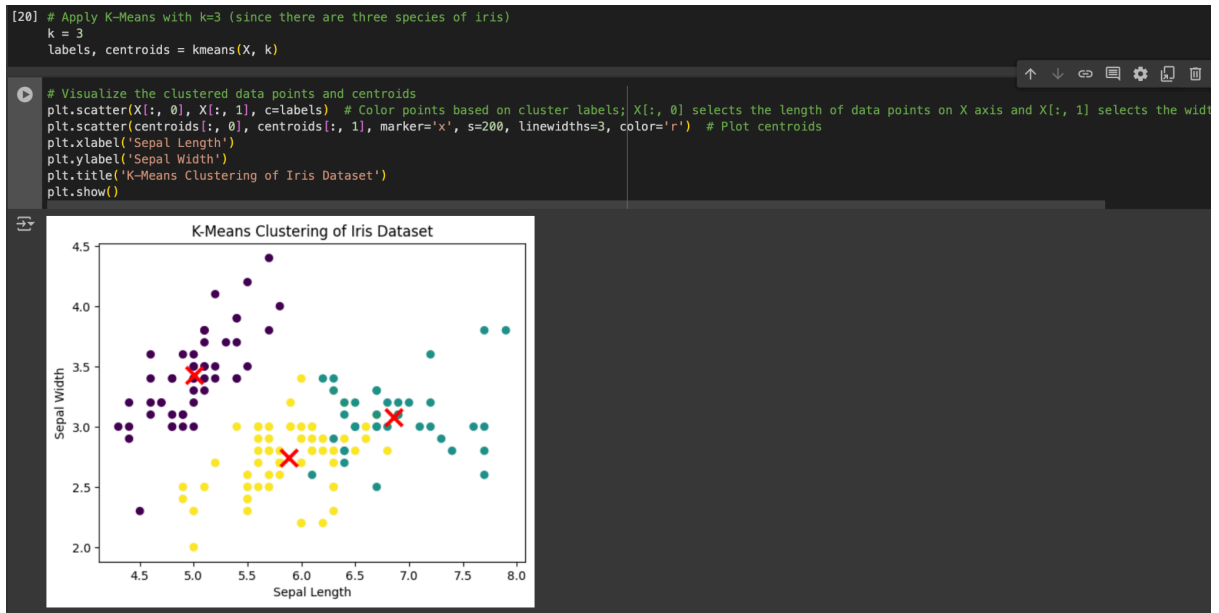 [20] # Apply K-Means with k=3 (since there are three species of iris)
k = 3
labels, centroids = kmeans(X, k)
# Visualize the clustered data points and centroids
plt.scatter(X[:, 0], X[:, 1], c=labels)  # Color points based on cluster labels; X[:, 0] selects the length of data points on X axis and X[:, 1] selects the
plt.scatter(centroids[:, 0], centroids[:, 1], marker='x', s=200, linewidths=3, color='r')  # Plot centroids
plt.xlabel('Sepal Length')
plt.ylabel('Sepal Width')
plt.title('K-Means Clustering of Iris Dataset')
plt.show()
K-Means Clustering of Iris Dataset
4.5
4.0
3.5
3.0
2.5
2.0
Sepal Width
4.5 5.0 5.5 6.0 6.5 7.0 7.5 8.0
Sepal Length